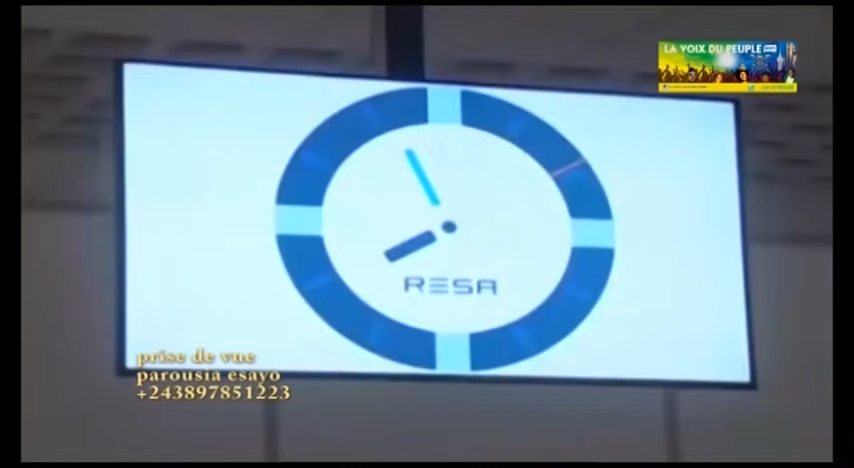 LA VOIX DU PEUPLE
RESA
prise de vue
parousia esayo
+243897851223